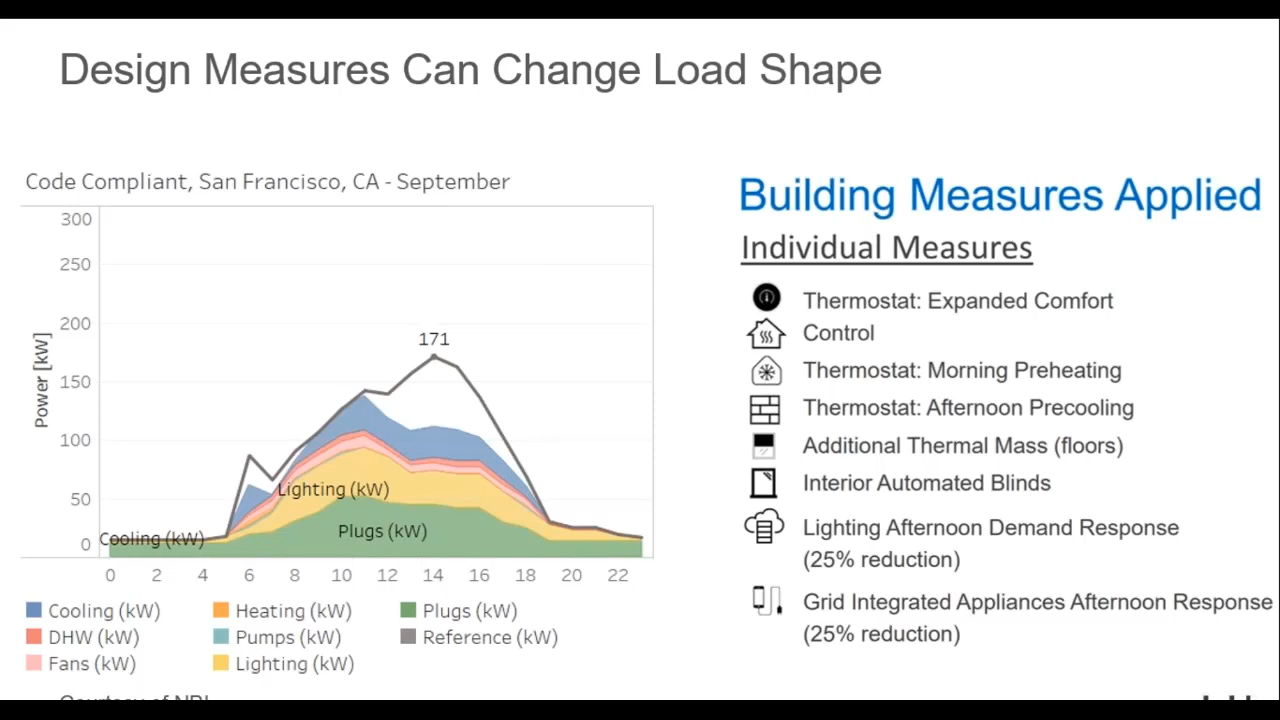 Design Measures Can Change Load Shape
Code Compliant, San Francisco, CA - September
Building Measures Applied
Individual Measures
Thermostat: Expanded Comfort
Control
Thermostat: Morning Preheating
Thermostat: Afternoon Precooling
Additional Thermal Mass (floors)
Interior Automated Blinds
Lighting Afternoon Demand Response
(25% reduction)
Grid Integrated Appliances Afternoon Response
(25% reduction)
Power [kW]
300
250
200
150
100
50
0
171
Lighting (kW)
Plugs (kW)
Cooling (kW)
0 2 4 6 8 10 12 14 16 18 20 22
Cooling (kW) Heating (kW) Plugs (kW)
DHW (kW) Pumps (kW) Reference (kW)
Fans (kW) Lighting (kW)
Courtesy of